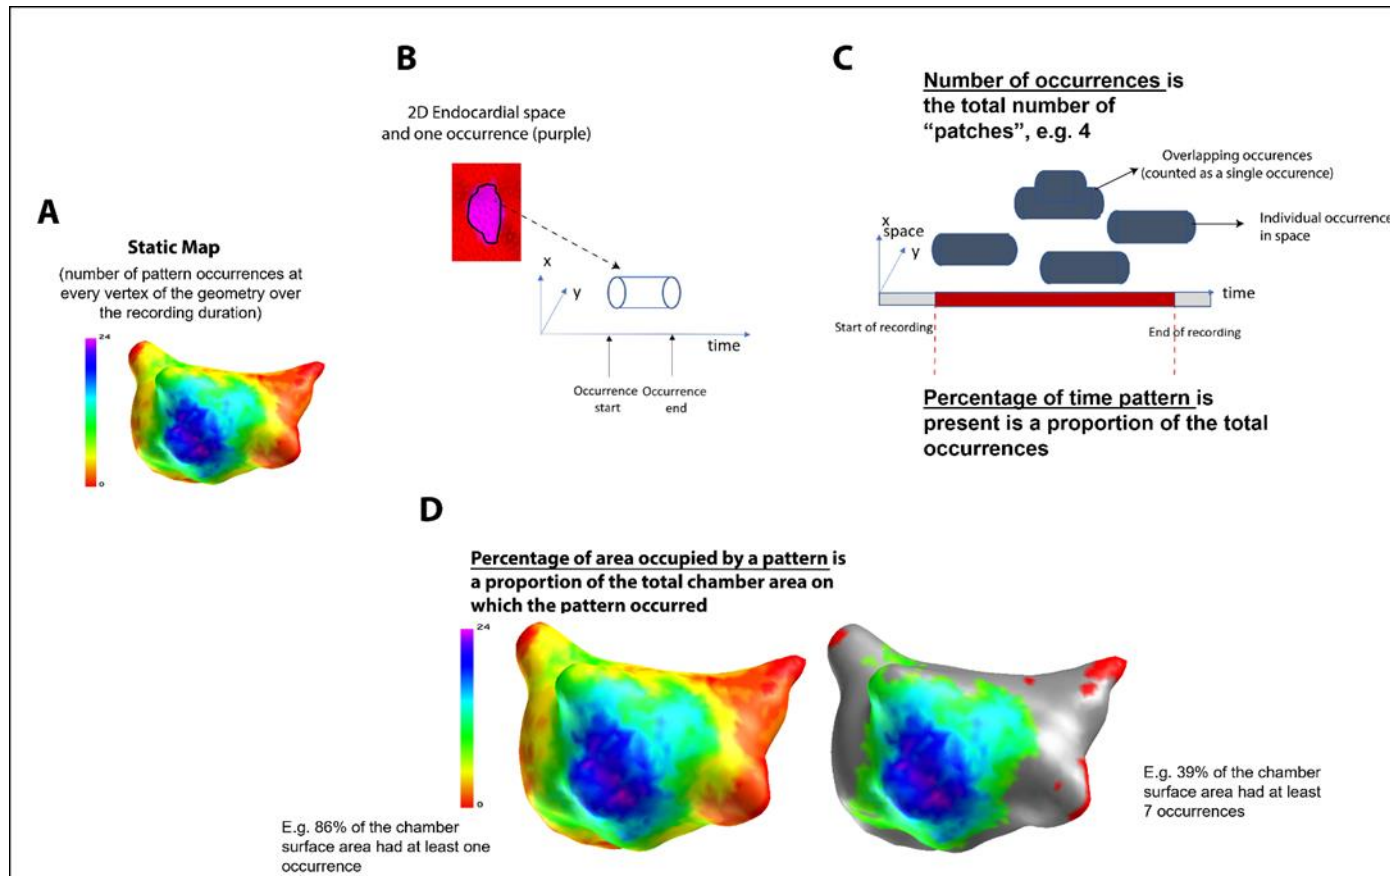 A
Static Map
(number of pattern occurrences at
every vertex of the geometry over
the recording duration)
24
0
B
2D Endocardial space
and one occurrence (purple)
x
y
time
Occurrence
start
Occurrence
end
C
Number of occurrences is
the total number of
“patches”, e.g. 4
Overlapping occurences
(counted as a single occurence)
Individual occurrence
in space
x
space
y
time
Start of recording
End of recording
Percentage of time pattern is
present is a proportion of the total
occurrences
D
Percentage of area occupied by a pattern is
a proportion of the total chamber area on
which the pattern occurred
24
0
E.g. 86% of the chamber
surface area had at least one
occurrence
E.g. 39% of the chamber
surface area had at least
7 occurrences